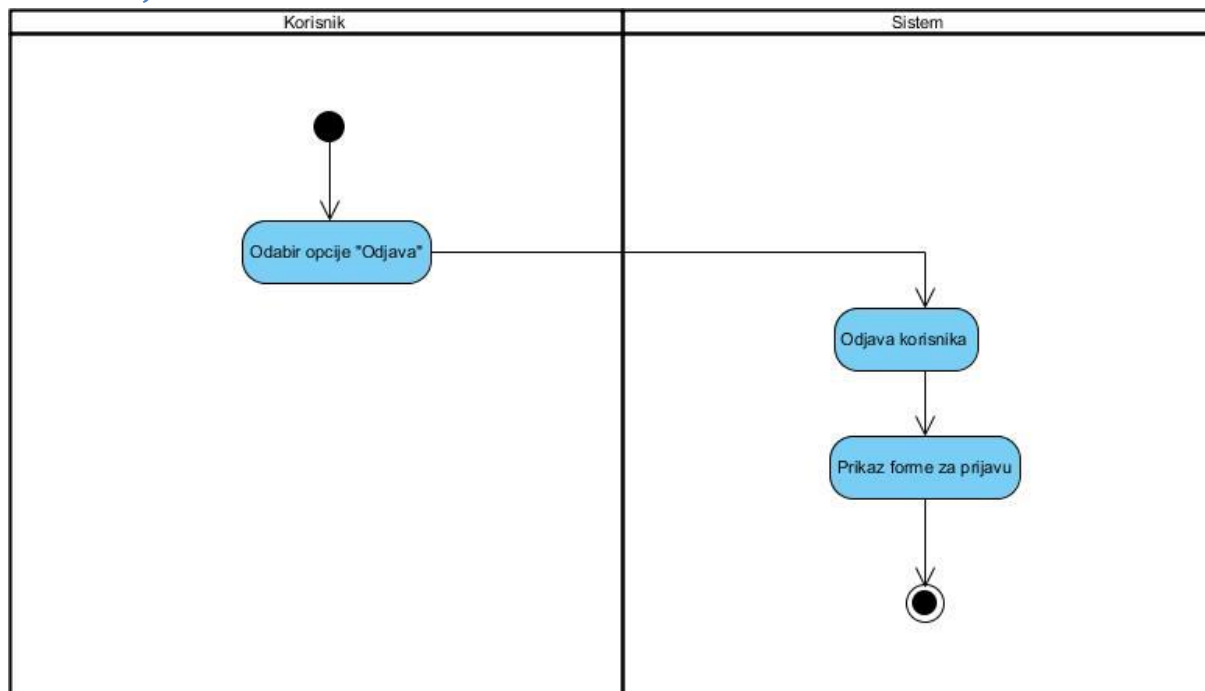 Korisnik
Sistem
Odabir opcije "Odjava"
Odjava korisnika
Prikaz forme za prijavu